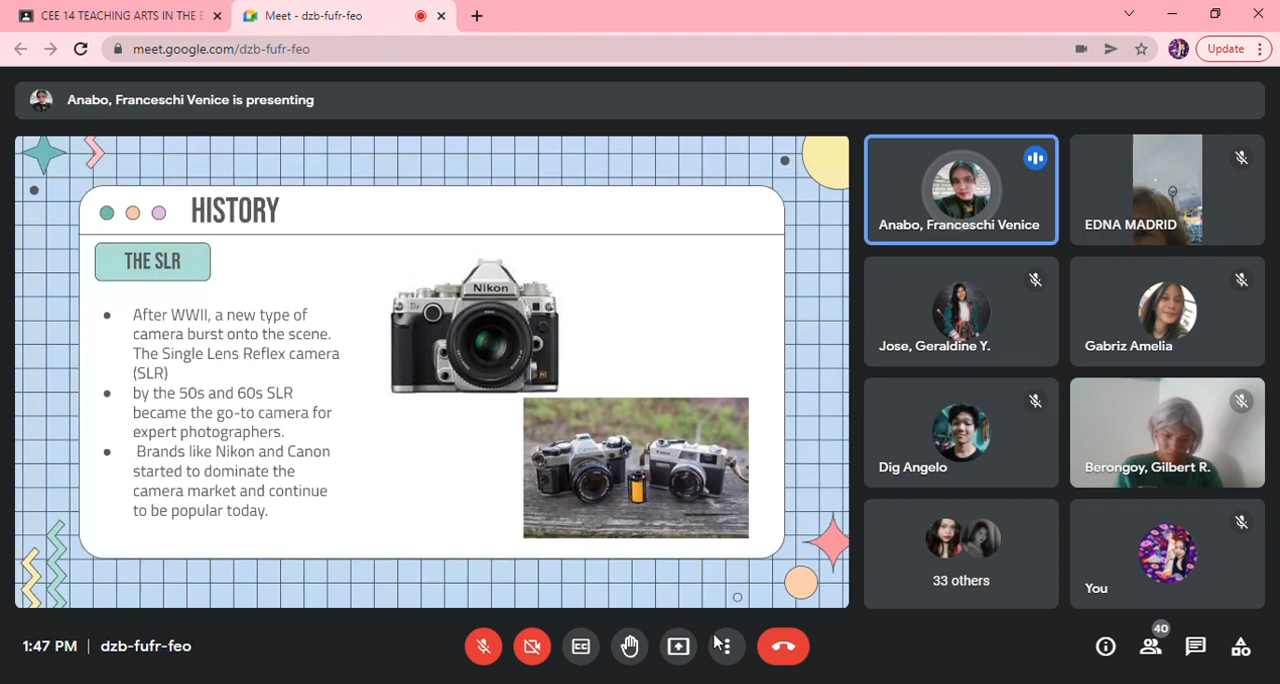 CEE 14 TEACHING ARTS IN THE E
Meet - dzb-fufr-feo
meet.google.com/dzb-fufr-feo
Update
Anabo, Franceschi Venice is presenting
HISTORY
THE SLR
After WWII, a new type of
camera burst onto the scene.
The Single Lens Reflex camera
(SLR)
by the 50s and 60s SLR
became the go-to camera for
expert photographers.
Brands like Nikon and Canon
started to dominate the
camera market and continue
to be popular today.
Nikon
Df
Canon
Anabo, Franceschi Venice
EDNA MADRID
Jose, Geraldine Y.
Gabriz Amelia
Dig Angelo
Berongoy, Gilbert R.
33 others
You
1:47 PM | dzb-fufr-feo
CC
40